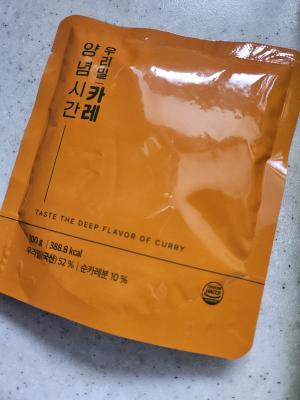 우리밀 카레
양념시간
TASTE THE DEEP FLAVOR OF CURRY
100 g | 388.8 kcal
우리밀(국산) 52 % | 순카레분 10 %
HACCP